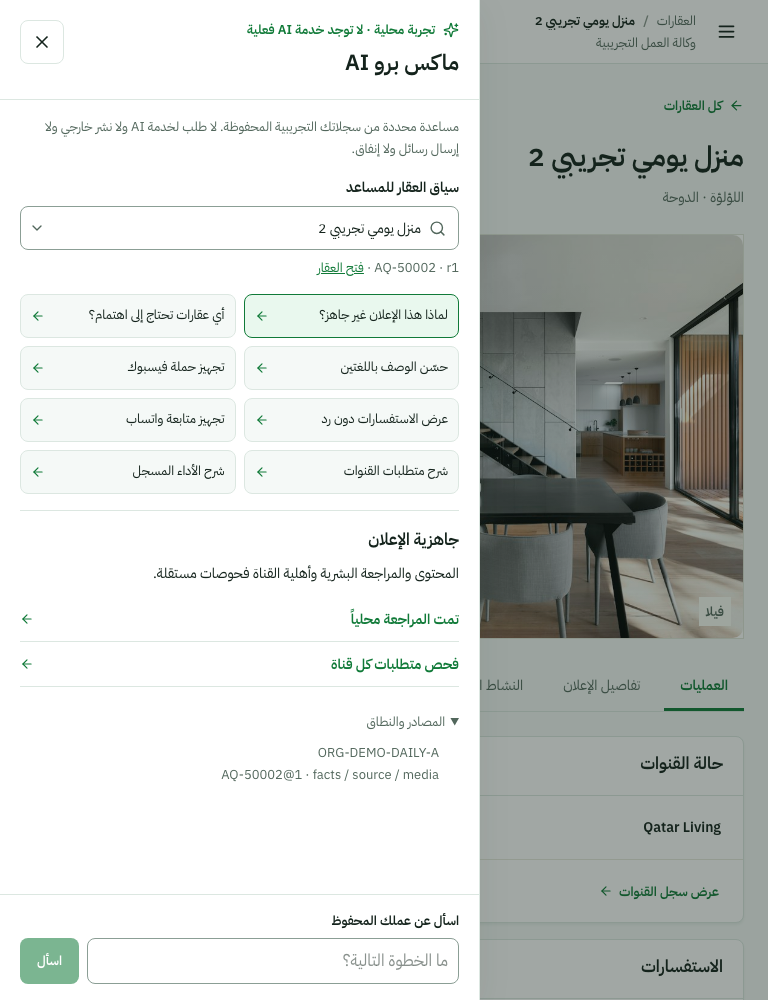 تجربة محلية · لا توجد خدمة AI فعلية
ماكس برو AI
مساعدة محددة من سجلاتك التجريبية المحفوظة. لا طلب لخدمة AI ولا نشر خارجي ولا
إرسال رسائل ولا إنفاق.
سياق العقار للمساعد
منزل يومي تجريبي 2
AQ-50002 · r1 · فتح العقار
لماذا هذا الإعلان غير جاهز؟
أي عقارات تحتاج إلى اهتمام؟
حسّن الوصف باللغتين
تجهيز حملة فيسبوك
عرض الاستفسارات دون رد
تجهيز متابعة واتساب
شرح متطلبات القنوات
شرح الأداء المسجل
جاهزية الإعلان
المحتوى والمراجعة البشرية وأهلية القناة فحوصات مستقلة.
تمت المراجعة محلياً
فحص متطلبات كل قناة
المصادر والنطاق
ORG-DEMO-DAILY-A
AQ-50002@1 · facts / source / media
اسأل عن عملك المحفوظ
ما الخطوة التالية؟
اسأل
العقارات / منزل يومي تجريبي 2
وكالة العمل التجريبية
كل العقارات
منزل يومي تجريبي 2
اللؤلؤة · الدوحة
فيلا
العمليات
تفاصيل الإعلان
النشاط
حالة القنوات
Qatar Living
عرض سجل القنوات
الاستفسارات